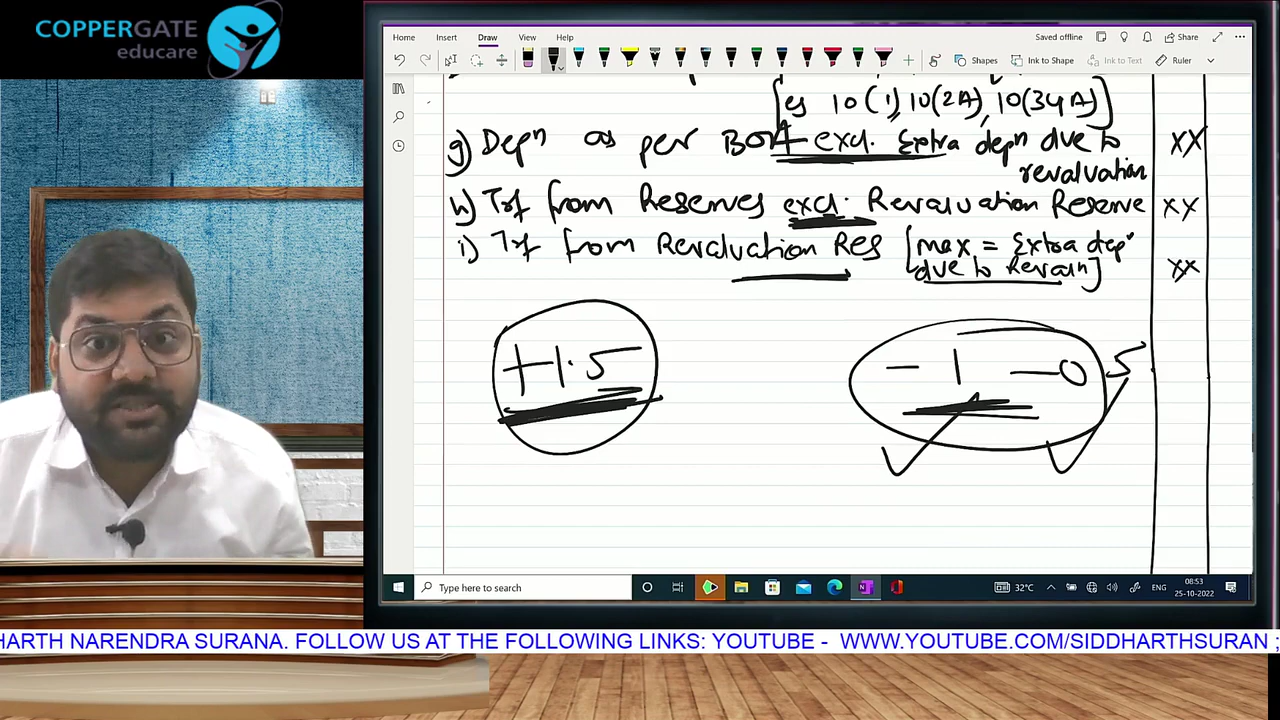 COPPERGATE
educare
Home Insert Draw View Help
Saved offline
Share
Shapes
Ink to Shape
Ink to Text
Ruler
[eg 10(1), 10(2A), 10(34A)]
g) Depⁿ as per BOA excl. Extra depⁿ due to revaluation XX
h) Trf from Reserves excl. Revaluation Reserve XX
i) Trf from Revaluation Res [max = Extra depⁿ
due to Revalⁿ] XX
+1.5
-1 -0.5
Type here to search
32°C
ENG
08:53
25-10-2022
HARTH NARENDRA SURANA. FOLLOW US AT THE FOLLOWING LINKS: YOUTUBE - WWW.YOUTUBE.COM/SIDDHARTHSURAN ;